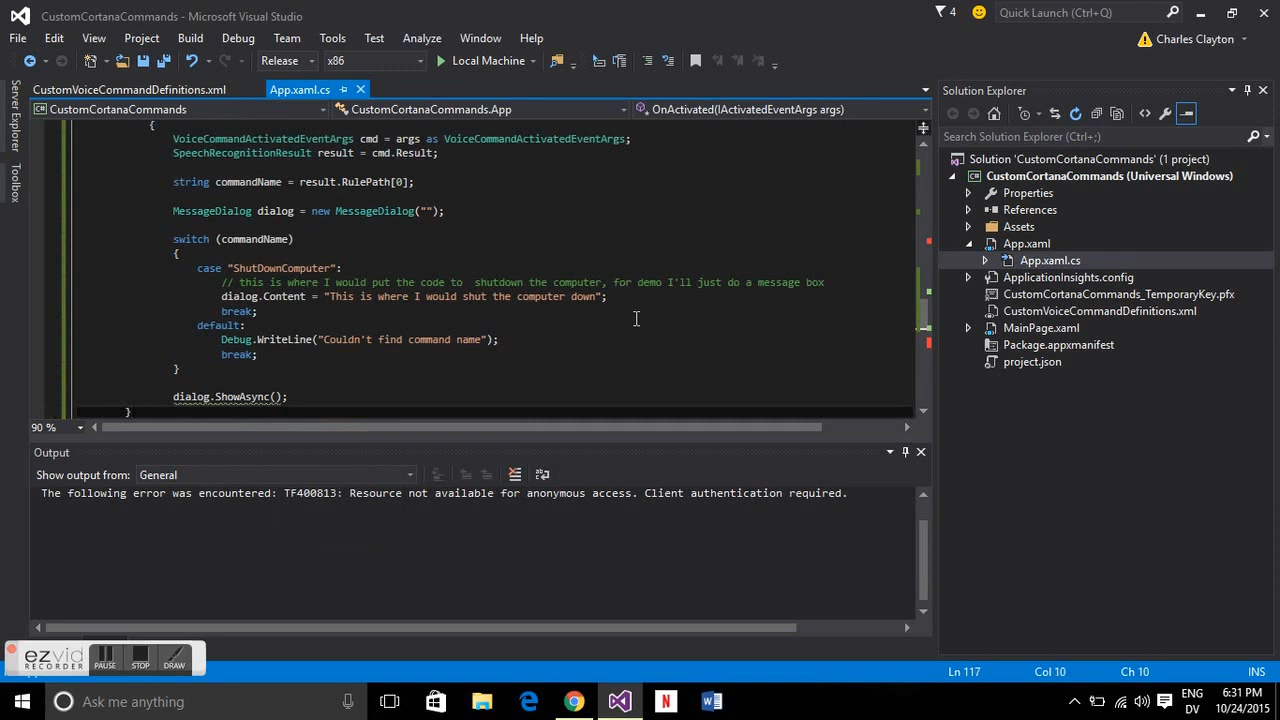 CustomCortanaCommands - Microsoft Visual Studio
4
Quick Launch (Ctrl+Q)
File Edit View Project Build Debug Team Tools Test Analyze Window Help
Charles Clayton
Release x86 Local Machine
Server Explorer
Toolbox
CustomVoiceCommandDefinitions.xml App.xaml.cs
CustomCortanaCommands CustomCortanaCommands.App OnActivated(IActivatedEventArgs args)
{
VoiceCommandActivatedEventArgs cmd = args as VoiceCommandActivatedEventArgs;
SpeechRecognitionResult result = cmd.Result;
string commandName = result.RulePath[0];
MessageDialog dialog = new MessageDialog("");
switch (commandName)
{
case "ShutDownComputer":
// this is where I would put the code to  shutdown the computer, for demo I'll just do a message box
dialog.Content = "This is where I would shut the computer down";
break;
default:
Debug.WriteLine("Couldn't find command name");
break;
}
dialog.ShowAsync();
}
90 %
Output
Show output from: General
The following error was encountered: TF400813: Resource not available for anonymous access. Client authentication required.
Solution Explorer
Search Solution Explorer (Ctrl+;)
Solution 'CustomCortanaCommands' (1 project)
CustomCortanaCommands (Universal Windows)
Properties
References
Assets
App.xaml
App.xaml.cs
ApplicationInsights.config
CustomCortanaCommands_TemporaryKey.pfx
CustomVoiceCommandDefinitions.xml
MainPage.xaml
Package.appxmanifest
project.json
ezvid
RECORDER
PAUSE STOP DRAW
Ln 117 Col 10 Ch 10 INS
Ask me anything
ENG
DV
6:31 PM
10/24/2015